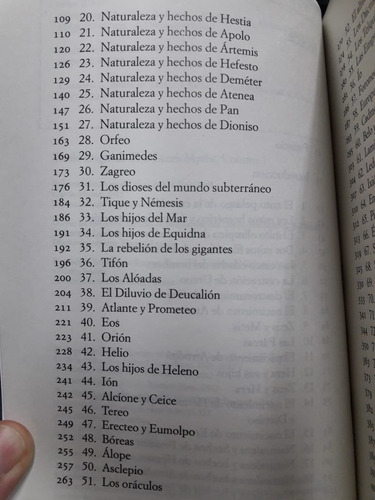 109 20. Naturaleza y hechos de Hestia
110 21. Naturaleza y hechos de Apolo
120 22. Naturaleza y hechos de Ártemis
126 23. Naturaleza y hechos de Hefesto
129 24. Naturaleza y hechos de Deméter
140 25. Naturaleza y hechos de Atenea
147 26. Naturaleza y hechos de Pan
151 27. Naturaleza y hechos de Dioniso
163 28. Orfeo
169 29. Ganimedes
173 30. Zagreo
176 31. Los dioses del mundo subterráneo
184 32. Tique y Némesis
186 33. Los hijos del Mar
191 34. Los hijos de Equidna
192 35. La rebelión de los gigantes
196 36. Tifón
200 37. Los Alóadas
204 38. El Diluvio de Deucalión
211 39. Atlante y Prometeo
221 40. Eos
223 41. Orión
228 42. Helio
234 43. Los hijos de Heleno
241 44. Ión
242 45. Alcíone y Ceice
245 46. Tereo
247 47. Erecteo y Eumolpo
252 48. Bóreas
255 49. Álope
257 50. Asclepio
263 51. Los oráculos